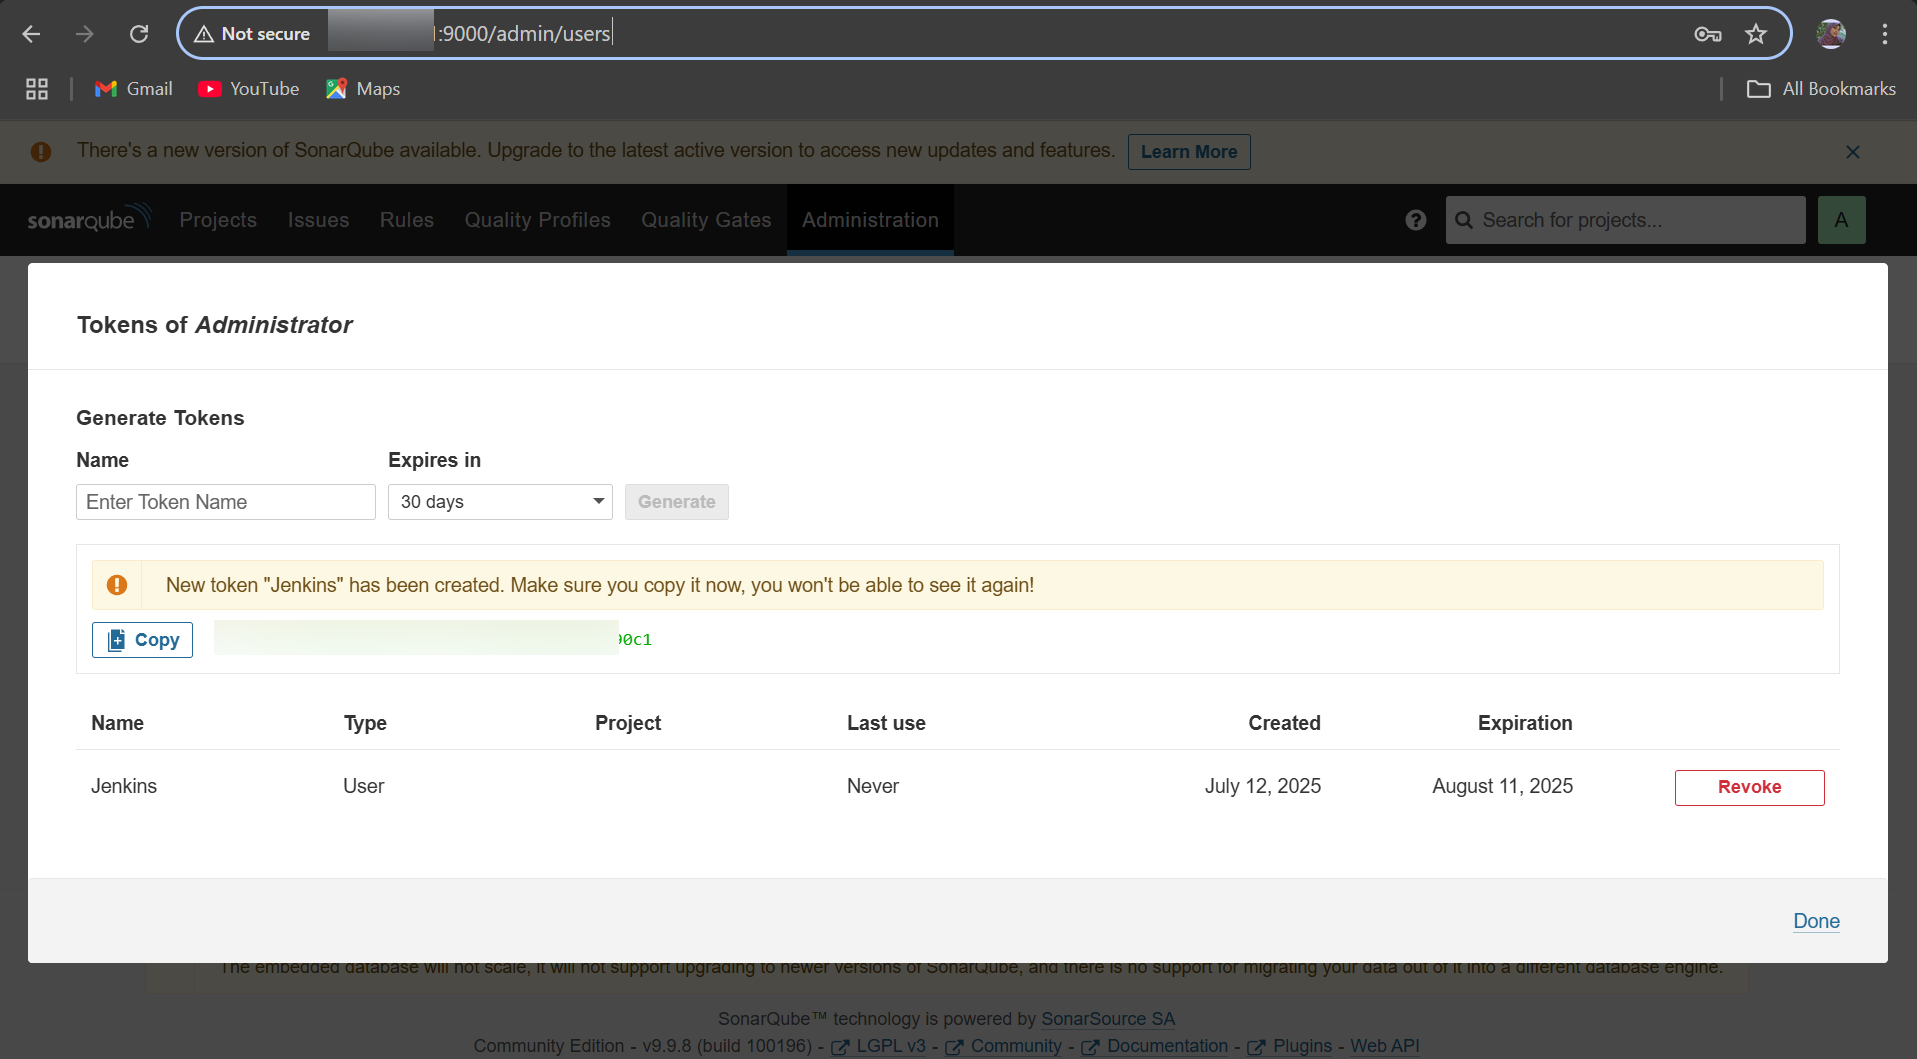 Not secure :9000/admin/users
Gmail YouTube Maps All Bookmarks
There's a new version of SonarQube available. Upgrade to the latest active version to access new updates and features. Learn More
sonarqube Projects Issues Rules Quality Profiles Quality Gates Administration Search for projects... A
Tokens of Administrator
Generate Tokens
Name Expires in
Enter Token Name 30 days Generate
New token "Jenkins" has been created. Make sure you copy it now, you won't be able to see it again!
Copy 0c1
Name Type Project Last use Created Expiration
Jenkins User Never July 12, 2025 August 11, 2025 Revoke
Done
The embedded database will not scale, it will not support upgrading to newer versions of SonarQube, and there is no support for migrating your data out of it into a different database engine.
SonarQube™ technology is powered by SonarSource SA
Community Edition - v9.9.8 (build 100196) - LGPL v3 - Community - Documentation - Plugins - Web API